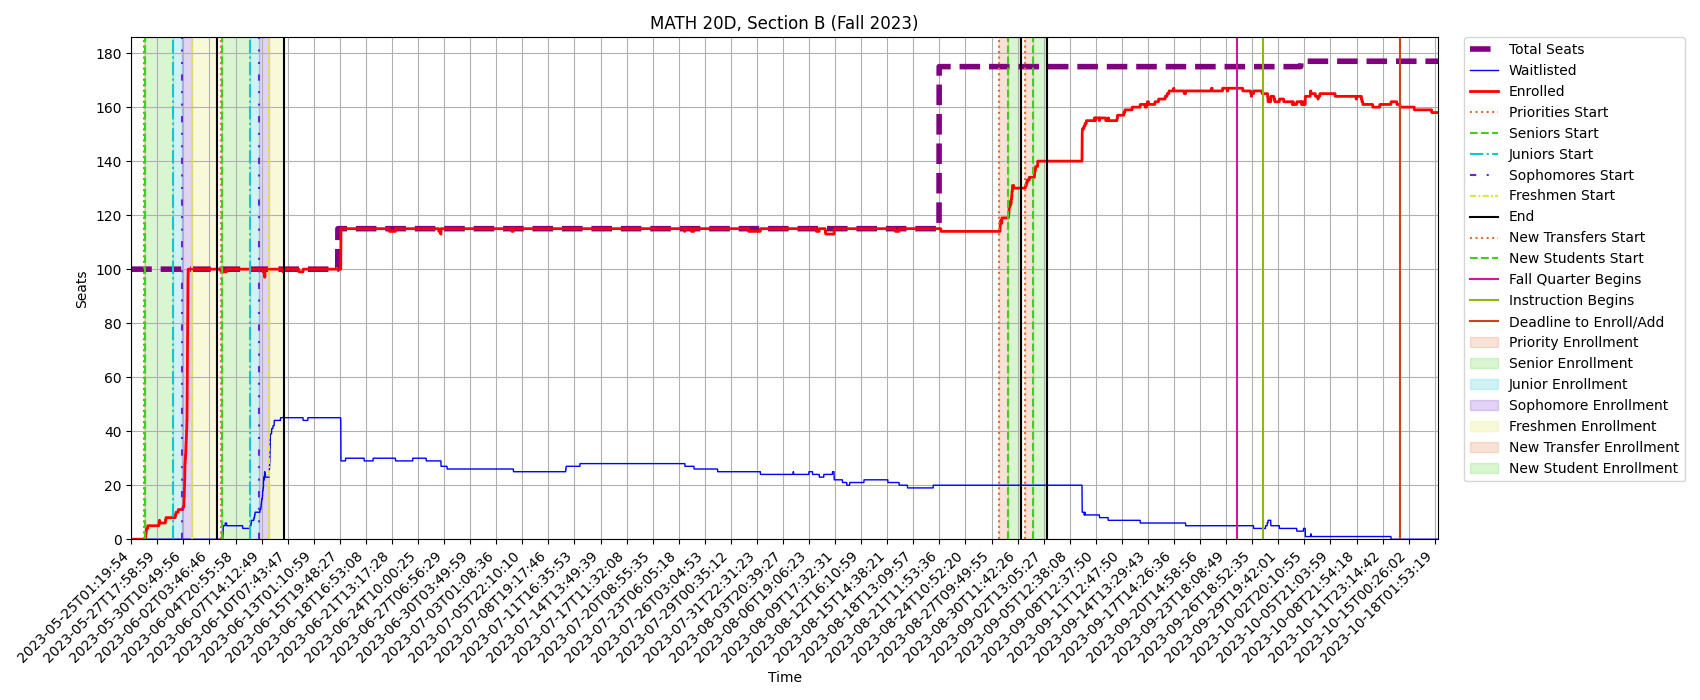 MATH 20D, Section B (Fall 2023)
Seats
180
160
140
120
100
80
60
40
20
0
2023-05-25T01:19:54
2023-05-27T17:58:59
2023-05-30T10:49:56
2023-06-02T03:46:46
2023-06-04T20:55:58
2023-06-07T14:12:49
2023-06-10T07:43:47
2023-06-13T01:10:59
2023-06-15T19:48:27
2023-06-18T16:53:08
2023-06-21T13:17:28
2023-06-24T10:00:25
2023-06-27T06:56:29
2023-06-30T03:49:59
2023-07-03T01:08:36
2023-07-05T22:10:10
2023-07-08T19:17:46
2023-07-11T16:35:53
2023-07-14T13:49:39
2023-07-17T11:32:08
2023-07-20T08:55:35
2023-07-23T06:05:18
2023-07-26T03:04:53
2023-07-29T00:35:12
2023-07-31T22:31:23
2023-08-03T20:39:27
2023-08-06T19:06:23
2023-08-09T17:32:31
2023-08-12T16:10:59
2023-08-15T14:38:21
2023-08-18T13:09:57
2023-08-21T11:53:36
2023-08-24T10:52:20
2023-08-27T09:49:55
2023-08-30T11:42:26
2023-09-02T13:05:27
2023-09-05T12:38:08
2023-09-08T12:37:50
2023-09-11T12:47:50
2023-09-14T13:29:43
2023-09-17T14:26:36
2023-09-20T14:58:56
2023-09-23T18:08:49
2023-09-26T18:52:35
2023-09-29T19:42:01
2023-10-02T20:10:55
2023-10-05T21:03:59
2023-10-08T21:54:18
2023-10-11T23:14:42
2023-10-15T00:26:02
2023-10-18T01:53:19
Time
Total Seats
Waitlisted
Enrolled
Priorities Start
Seniors Start
Juniors Start
Sophomores Start
Freshmen Start
End
New Transfers Start
New Students Start
Fall Quarter Begins
Instruction Begins
Deadline to Enroll/Add
Priority Enrollment
Senior Enrollment
Junior Enrollment
Sophomore Enrollment
Freshmen Enrollment
New Transfer Enrollment
New Student Enrollment